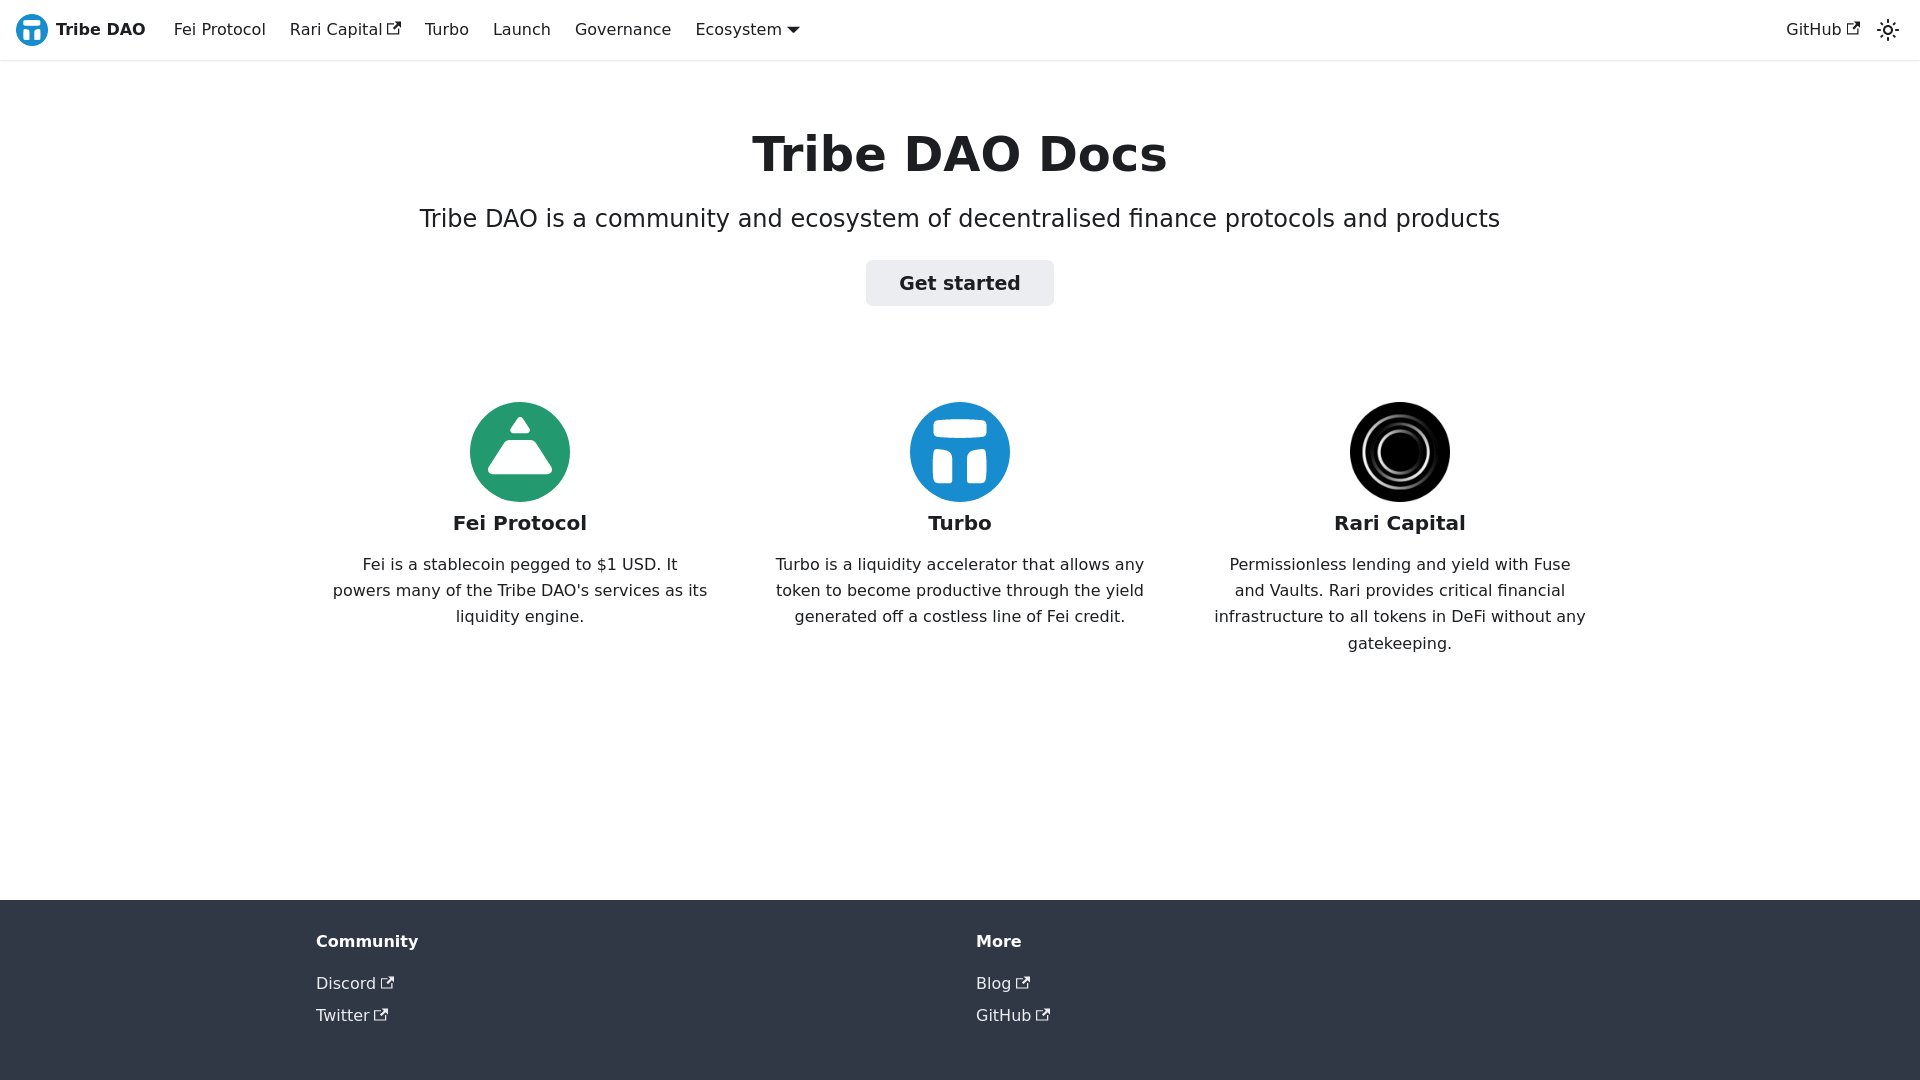 Tribe DAO Fei Protocol Rari Capital Turbo Launch Governance Ecosystem GitHub
Tribe DAO Docs
Tribe DAO is a community and ecosystem of decentralised finance protocols and products
Get started
Fei Protocol
Fei is a stablecoin pegged to $1 USD. It
powers many of the Tribe DAO's services as its
liquidity engine.
Turbo
Turbo is a liquidity accelerator that allows any
token to become productive through the yield
generated off a costless line of Fei credit.
Rari Capital
Permissionless lending and yield with Fuse
and Vaults. Rari provides critical financial
infrastructure to all tokens in DeFi without any
gatekeeping.
Community
Discord
Twitter
More
Blog
GitHub